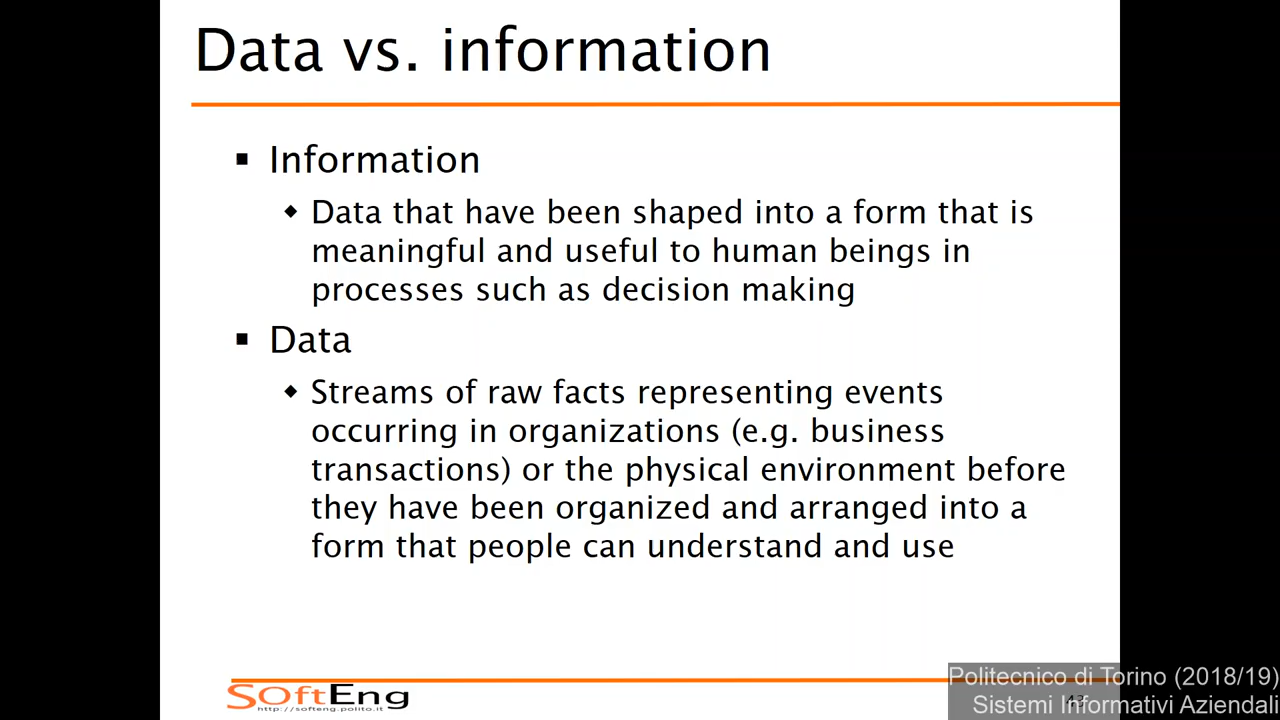 Data vs. information
▪ Information
◆ Data that have been shaped into a form that is
meaningful and useful to human beings in
processes such as decision making
▪ Data
◆ Streams of raw facts representing events
occurring in organizations (e.g. business
transactions) or the physical environment before
they have been organized and arranged into a
form that people can understand and use
SOftEng
http://softeng.polito.it
Politecnico di Torino (2018/19)
Sistemi Informativi Aziendali